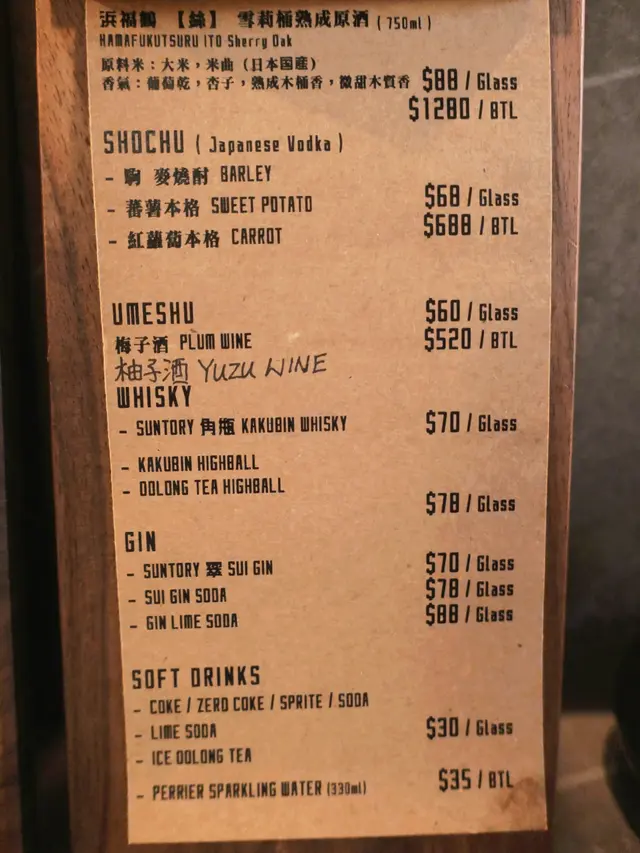 浜福鶴 【絲】 雪莉桶熟成原酒 (750ml)
HAMAFUKUTSURU ITO Sherry Oak
原料米：大米，米曲（日本国産）
香氣：葡萄乾，杏子，熟成木桶香，微甜木質香 $88 / Glass
$1280 / BTL
SHOCHU ( Japanese Vodka )
- 駒 麥燒酎 BARLEY
- 蕃薯本格 SWEET POTATO $68 / Glass
$688 / BTL
- 紅蘿蔔本格 CARROT
UMESHU $60 / Glass
梅子酒 PLUM WINE $520 / BTL
柚子酒 YUZU WINE
WHISKY
- SUNTORY 角瓶 KAKUBIN WHISKY $70 / Glass
- KAKUBIN HIGHBALL
- OOLONG TEA HIGHBALL
$78 / Glass
GIN
- SUNTORY 翠 SUI GIN $70 / Glass
- SUI GIN SODA $78 / Glass
- GIN LIME SODA $88 / Glass
SOFT DRINKS
- COKE / ZERO COKE / SPRITE / SODA
- LIME SODA $30 / Glass
- ICE OOLONG TEA
- PERRIER SPARKLING WATER (330ml) $35 / BTL